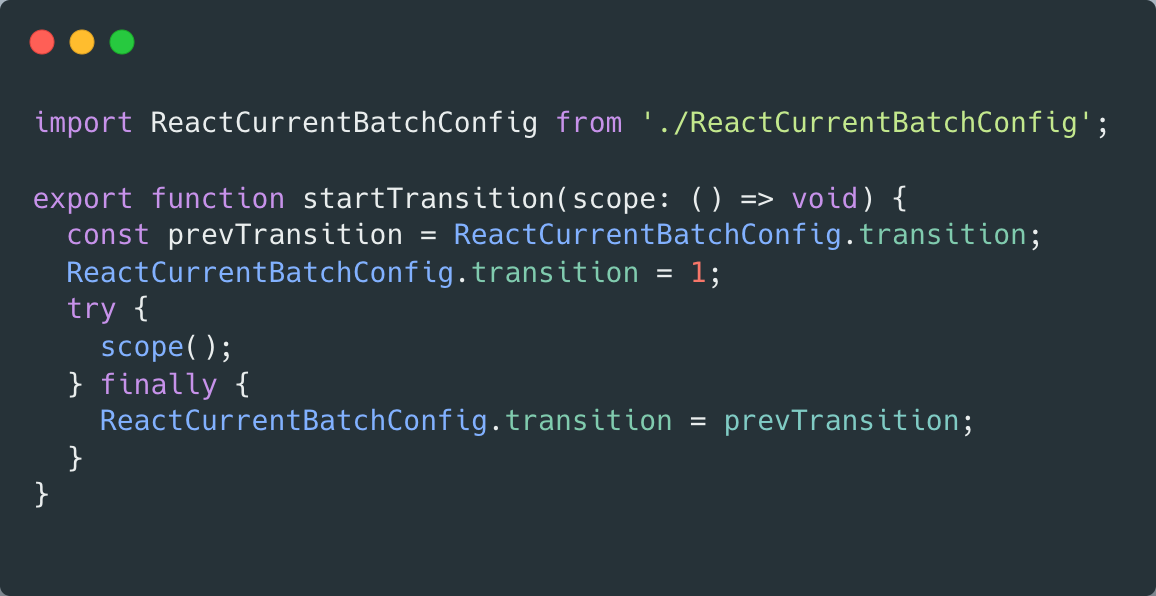 import ReactCurrentBatchConfig from './ReactCurrentBatchConfig';

export function startTransition(scope: () => void) {
  const prevTransition = ReactCurrentBatchConfig.transition;
  ReactCurrentBatchConfig.transition = 1;
  try {
    scope();
  } finally {
    ReactCurrentBatchConfig.transition = prevTransition;
  }
}